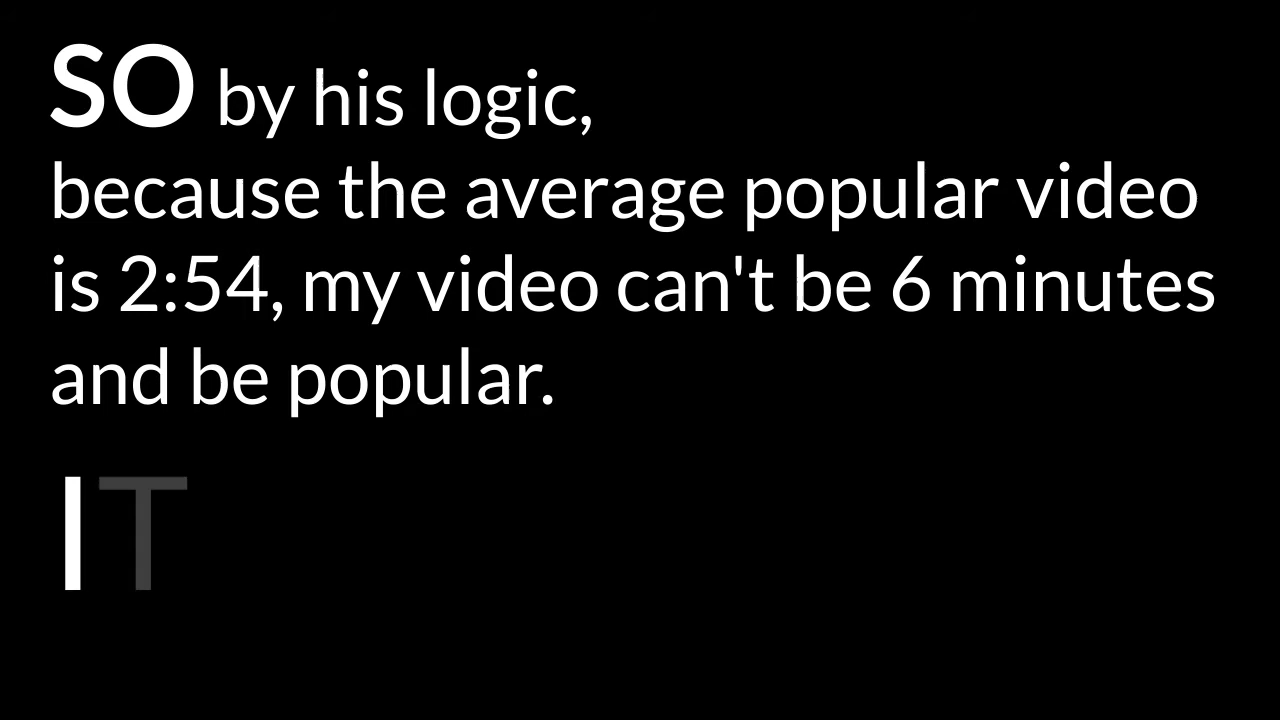 SO by his logic,
because the average popular video
is 2:54, my video can't be 6 minutes
and be popular.
IT